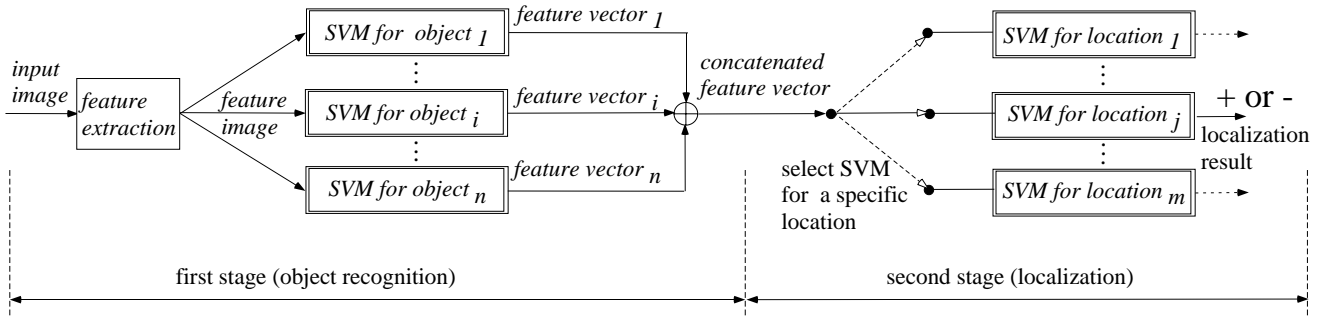 input
image
feature
extraction
feature
image
SVM for object 1
SVM for object i
SVM for object n
feature vector 1
feature vector i
feature vector n
concatenated
feature vector
select SVM
for a specific
location
SVM for location 1
SVM for location j
SVM for location m
+ or -
localization
result
first stage (object recognition)
second stage (localization)